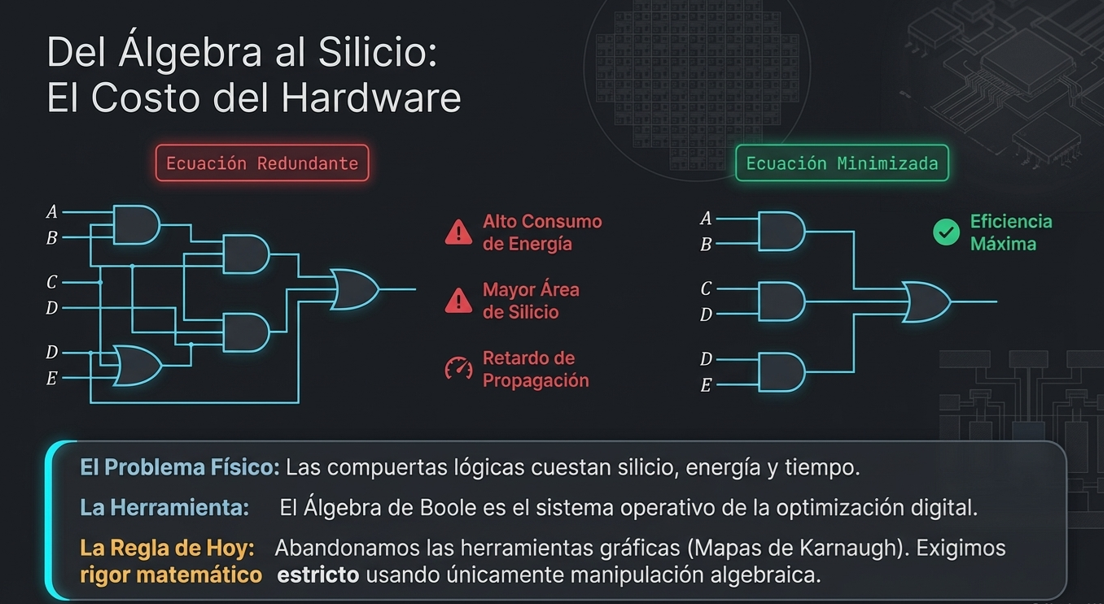 Del Álgebra al Silicio:
El Costo del Hardware
Ecuación Redundante
A
B
C
D
D
E
Alto Consumo
de Energía
Mayor Área
de Silicio
Retardo de
Propagación
Ecuación Minimizada
A
B
C
D
D
E
Eficiencia
Máxima
El Problema Físico: Las compuertas lógicas cuestan silicio, energía y tiempo.
La Herramienta: El Álgebra de Boole es el sistema operativo de la optimización digital.
La Regla de Hoy: Abandonamos las herramientas gráficas (Mapas de Karnaugh). Exigimos
rigor matemático estricto usando únicamente manipulación algebraica.